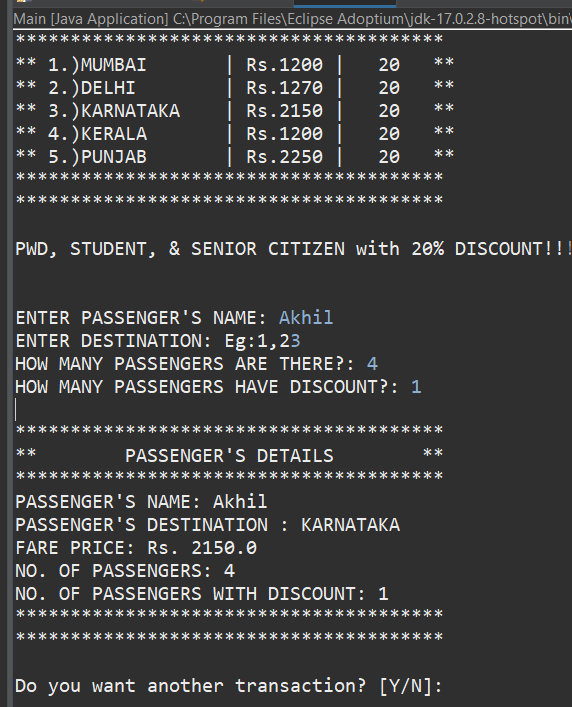 Main [Java Application] C:\Program Files\Eclipse Adoptium\jdk-17.0.2.8-hotspot\bin\
***************************************
** 1.)MUMBAI       | Rs.1200 |   20   **
** 2.)DELHI        | Rs.1270 |   20   **
** 3.)KARNATAKA    | Rs.2150 |   20   **
** 4.)KERALA       | Rs.1200 |   20   **
** 5.)PUNJAB       | Rs.2250 |   20   **
***************************************
***************************************
PWD, STUDENT, & SENIOR CITIZEN with 20% DISCOUNT!!!
ENTER PASSENGER'S NAME: Akhil
ENTER DESTINATION: Eg:1,23
HOW MANY PASSENGERS ARE THERE?: 4
HOW MANY PASSENGERS HAVE DISCOUNT?: 1
***************************************
**        PASSENGER'S DETAILS        **
***************************************
PASSENGER'S NAME: Akhil
PASSENGER'S DESTINATION : KARNATAKA
FARE PRICE: Rs. 2150.0
NO. OF PASSENGERS: 4
NO. OF PASSENGERS WITH DISCOUNT: 1
***************************************
***************************************
Do you want another transaction? [Y/N]: